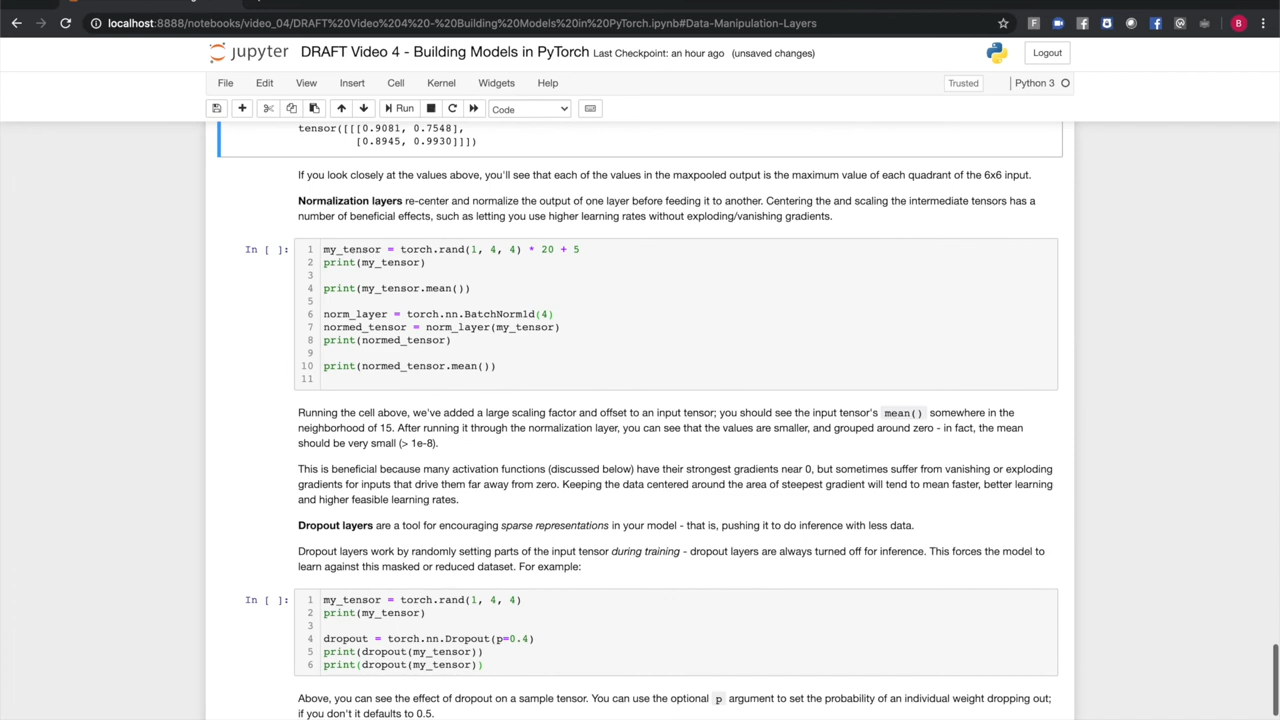 localhost:8888/notebooks/video_04/DRAFT%20Video%204%20-%20Building%20Models%20in%20PyTorch.ipynb#Data-Manipulation-Layers
B
jupyter DRAFT Video 4 - Building Models in PyTorch Last Checkpoint: an hour ago (unsaved changes)
Logout
File Edit View Insert Cell Kernel Widgets Help
Trusted
Python 3
Run
Code
tensor([[[0.9081, 0.7548],
[0.8945, 0.9930]]])
If you look closely at the values above, you'll see that each of the values in the maxpooled output is the maximum value of each quadrant of the 6x6 input.
Normalization layers re-center and normalize the output of one layer before feeding it to another. Centering the and scaling the intermediate tensors has a
number of beneficial effects, such as letting you use higher learning rates without exploding/vanishing gradients.
In [ ]:
1 my_tensor = torch.rand(1, 4, 4) * 20 + 5
2 print(my_tensor)
3
4 print(my_tensor.mean())
5
6 norm_layer = torch.nn.BatchNorm1d(4)
7 normed_tensor = norm_layer(my_tensor)
8 print(normed_tensor)
9
10 print(normed_tensor.mean())
11
Running the cell above, we've added a large scaling factor and offset to an input tensor; you should see the input tensor's mean() somewhere in the
neighborhood of 15. After running it through the normalization layer, you can see that the values are smaller, and grouped around zero - in fact, the mean
should be very small (> 1e-8).
This is beneficial because many activation functions (discussed below) have their strongest gradients near 0, but sometimes suffer from vanishing or exploding
gradients for inputs that drive them far away from zero. Keeping the data centered around the area of steepest gradient will tend to mean faster, better learning
and higher feasible learning rates.
Dropout layers are a tool for encouraging sparse representations in your model - that is, pushing it to do inference with less data.
Dropout layers work by randomly setting parts of the input tensor during training - dropout layers are always turned off for inference. This forces the model to
learn against this masked or reduced dataset. For example:
In [ ]:
1 my_tensor = torch.rand(1, 4, 4)
2 print(my_tensor)
3
4 dropout = torch.nn.Dropout(p=0.4)
5 print(dropout(my_tensor))
6 print(dropout(my_tensor))
Above, you can see the effect of dropout on a sample tensor. You can use the optional p argument to set the probability of an individual weight dropping out;
if you don't it defaults to 0.5.